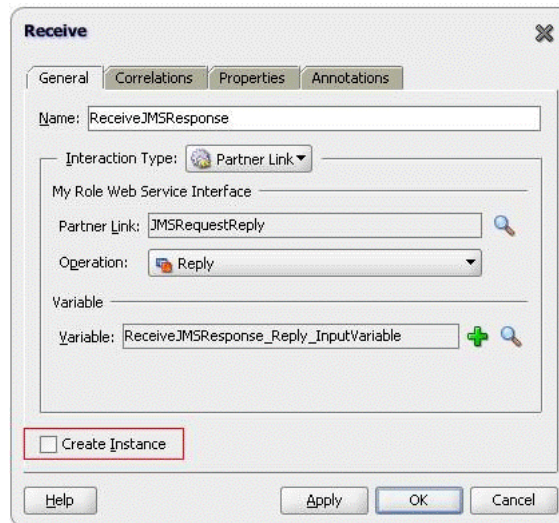 Receive
General Correlations Properties Annotations
Name: ReceiveJMSResponse
Interaction Type: Partner Link
My Role Web Service Interface
Partner Link: JMSRequestReply
Operation: Reply
Variable
Variable: ReceiveJMSResponse_Reply_InputVariable
Create Instance
Help Apply OK Cancel